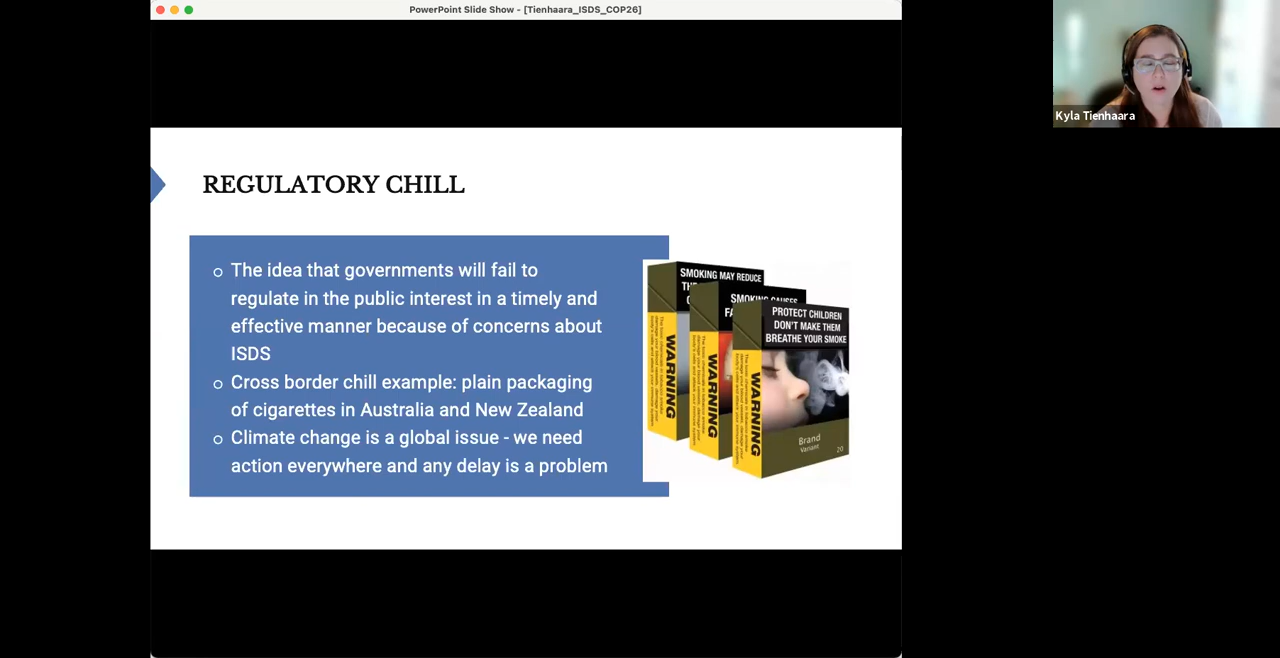 PowerPoint Slide Show - [Tienhaara_ISDS_COP26]
Kyla Tienhaara
REGULATORY CHILL
o The idea that governments will fail to
regulate in the public interest in a timely and
effective manner because of concerns about
ISDS
o Cross border chill example: plain packaging
of cigarettes in Australia and New Zealand
o Climate change is a global issue - we need
action everywhere and any delay is a problem
SMOKING MAY REDUCE
SMOKING CAUSES
PROTECT CHILDREN
DON'T MAKE THEM
BREATHE YOUR SMOKE
WARNING
WARNING
WARNING
Brand
Variant
20